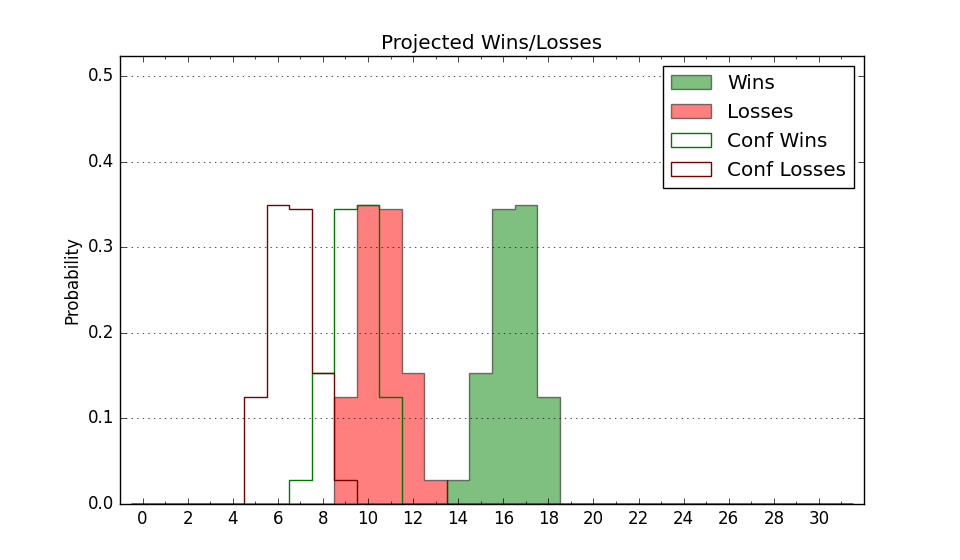 Projected Wins/Losses
0.5
0.4
0.3
0.2
0.1
0.0
Probability
Wins
Losses
Conf Wins
Conf Losses
0 2 4 6 8 10 12 14 16 18 20 22 24 26 28 30